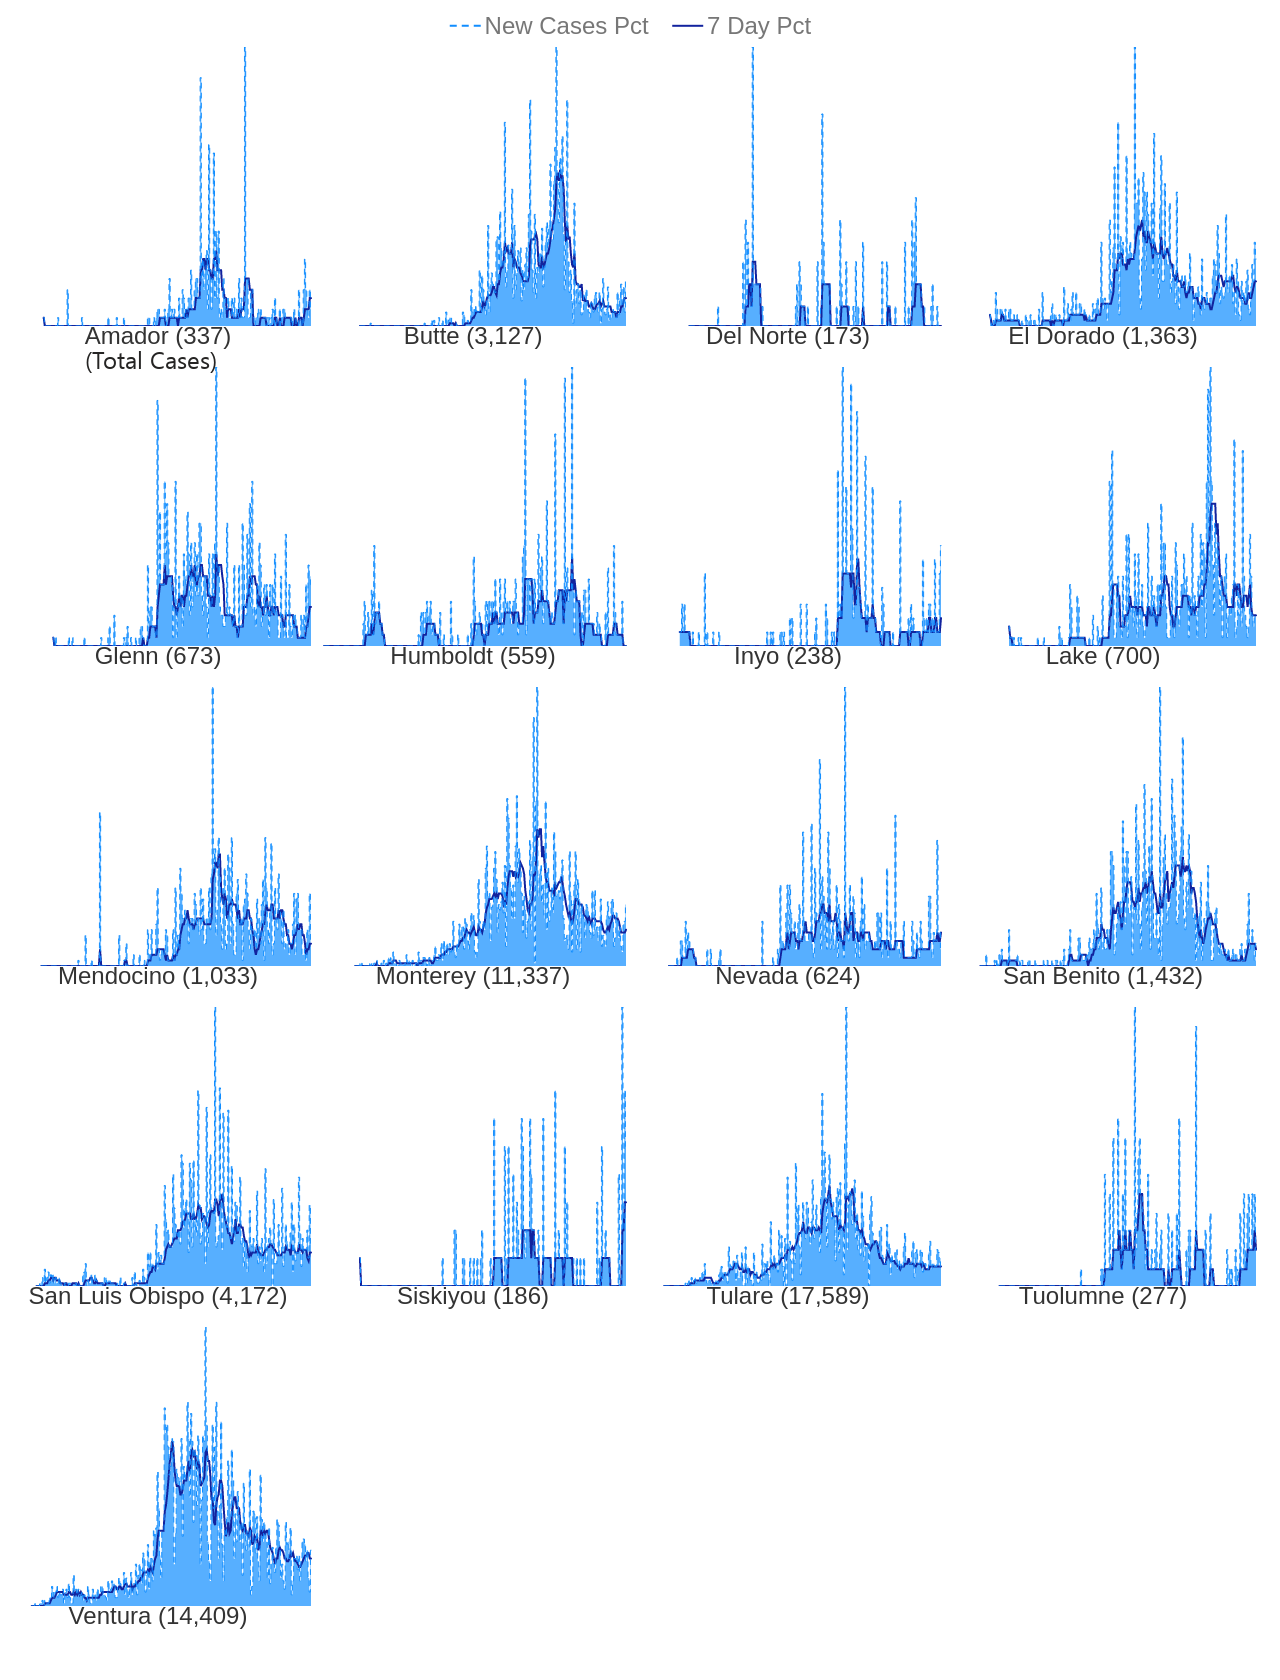 New Cases Pct 7 Day Pct
Amador (337) Butte (3,127) Del Norte (173) El Dorado (1,363)
(Total Cases)
Glenn (673) Humboldt (559) Inyo (238) Lake (700)
Mendocino (1,033) Monterey (11,337) Nevada (624) San Benito (1,432)
San Luis Obispo (4,172) Siskiyou (186) Tulare (17,589) Tuolumne (277)
Ventura (14,409)